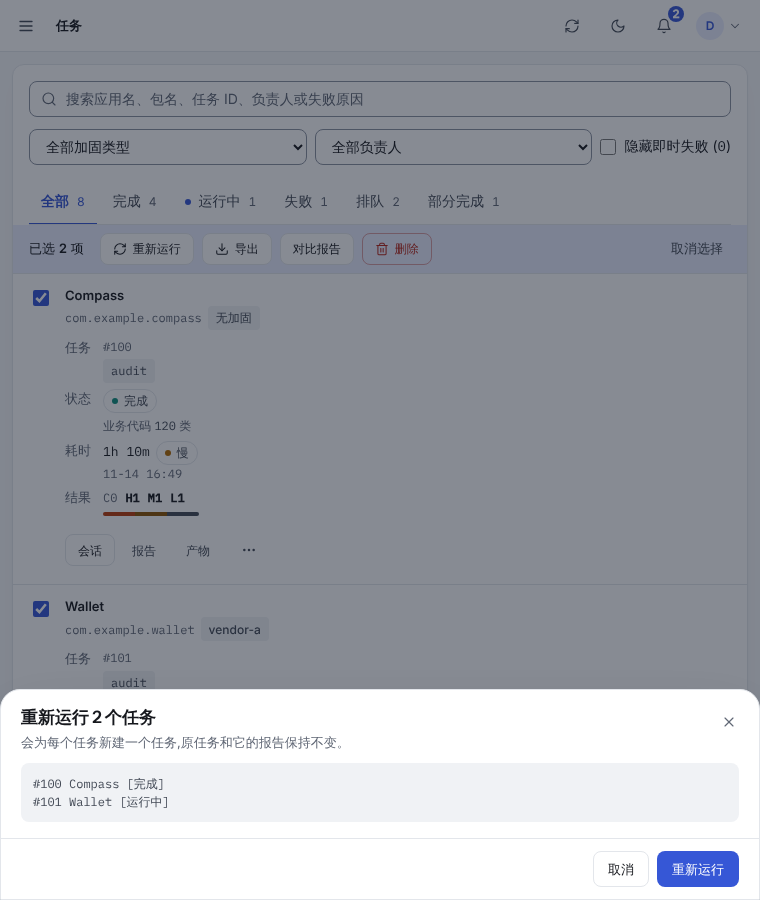 任务
2
D
搜索应用名、包名、任务 ID、负责人或失败原因
全部加固类型
全部负责人
隐藏即时失败 (0)
全部 8
完成 4
运行中 1
失败 1
排队 2
部分完成 1
已选 2 项
重新运行
导出
对比报告
删除
取消选择
Compass
com.example.compass 无加固
任务 #100
audit
状态 完成
业务代码 120 类
耗时 1h 10m 慢
11-14 16:49
结果 C0 H1 M1 L1
会话 报告 产物 ···
Wallet
com.example.wallet vendor-a
任务 #101
audit
重新运行 2 个任务
会为每个任务新建一个任务,原任务和它的报告保持不变。
#100 Compass [完成]
#101 Wallet [运行中]
取消
重新运行